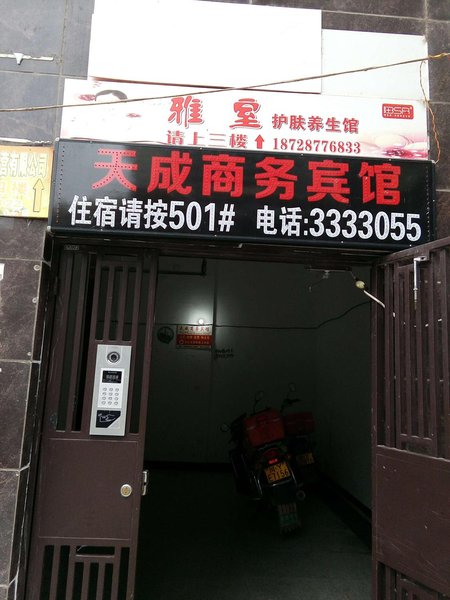 雅室 护肤养生馆
请上三楼 18728776833
天成商务宾馆
住宿请按501# 电话:3333055